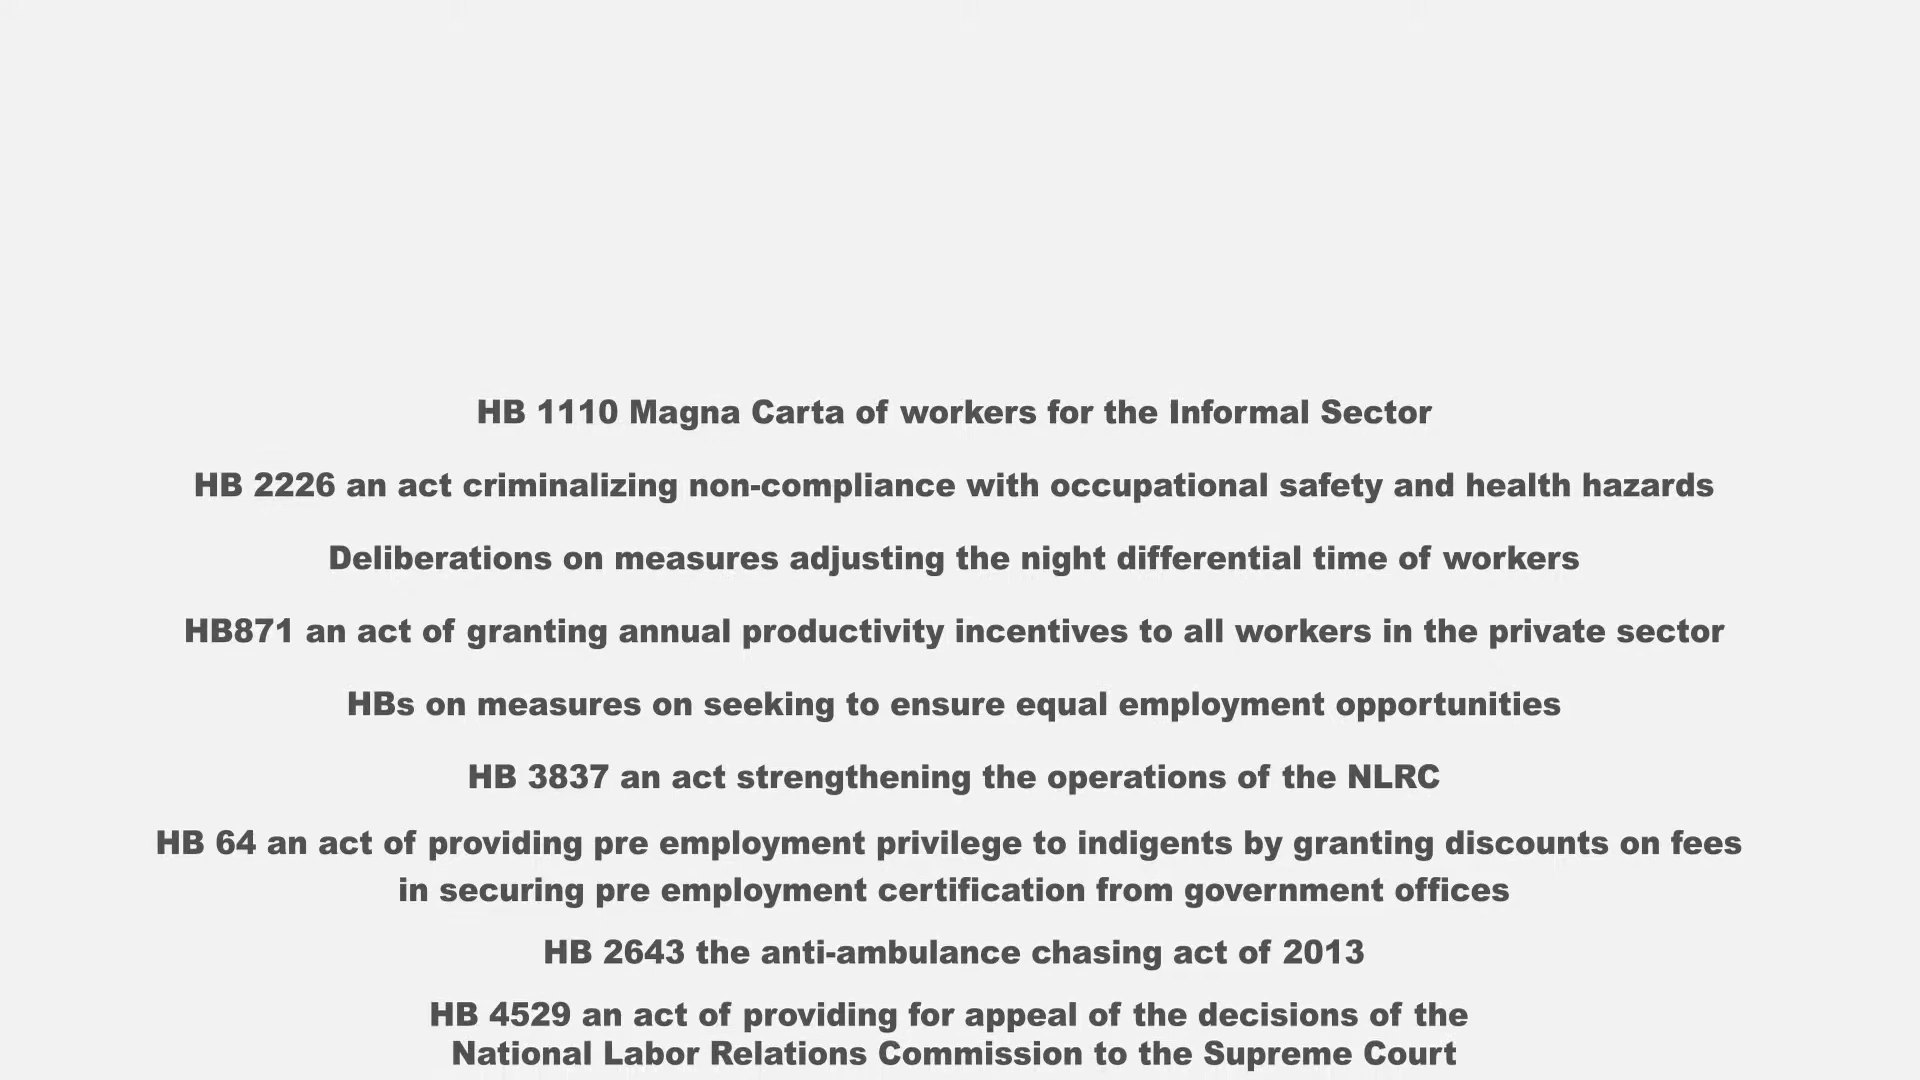 HB 1110 Magna Carta of workers for the Informal Sector
HB 2226 an act criminalizing non-compliance with occupational safety and health hazards
Deliberations on measures adjusting the night differential time of workers
HB871 an act of granting annual productivity incentives to all workers in the private sector
HBs on measures on seeking to ensure equal employment opportunities
HB 3837 an act strengthening the operations of the NLRC
HB 64 an act of providing pre employment privilege to indigents by granting discounts on fees
in securing pre employment certification from government offices
HB 2643 the anti-ambulance chasing act of 2013
HB 4529 an act of providing for appeal of the decisions of the
National Labor Relations Commission to the Supreme Court